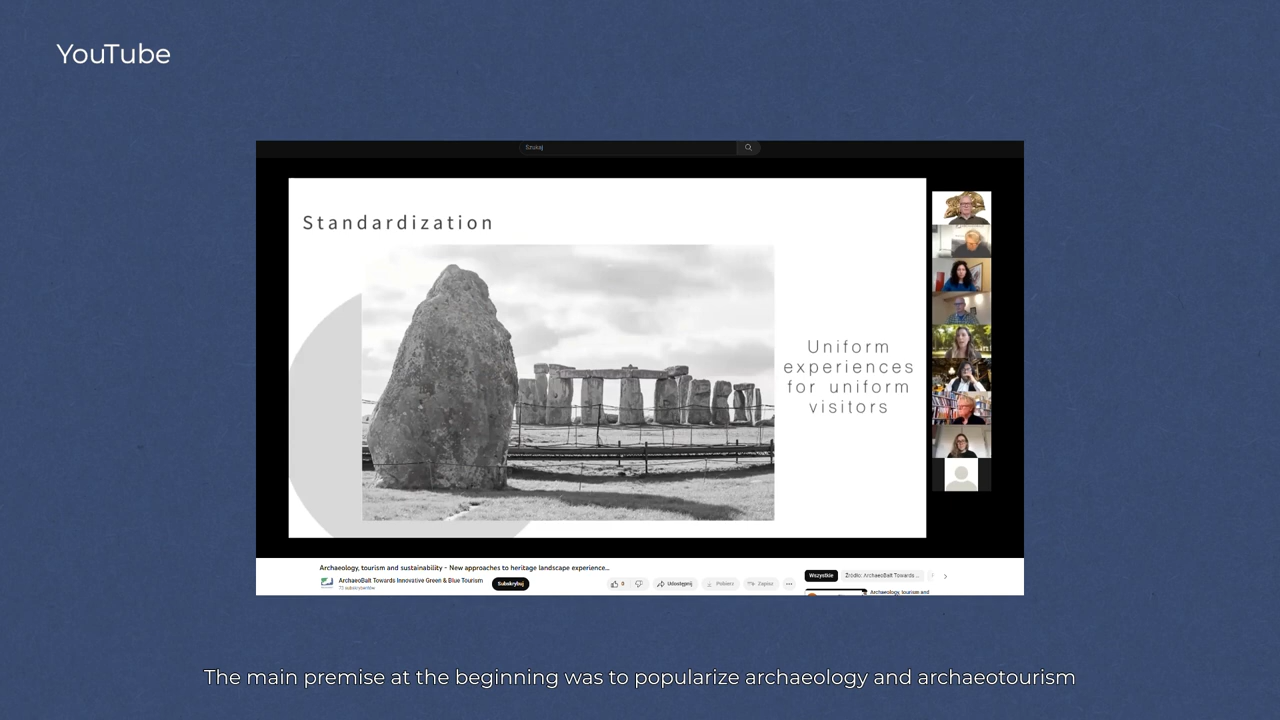 YouTube
Szukaj
Standardization
Uniform
experiences
for uniform
visitors
Archaeology, tourism and sustainability - New approaches to heritage landscape experience...
ArchaeoBalt Towards Innovative Green & Blue Tourism
Subskrybuj
0
Udostępnij
Pobierz
Zapisz
Wszystkie
Źródło: ArchaeoBalt Towards ...
Archaeology, tourism and
The main premise at the beginning was to popularize archaeology and archaeotourism